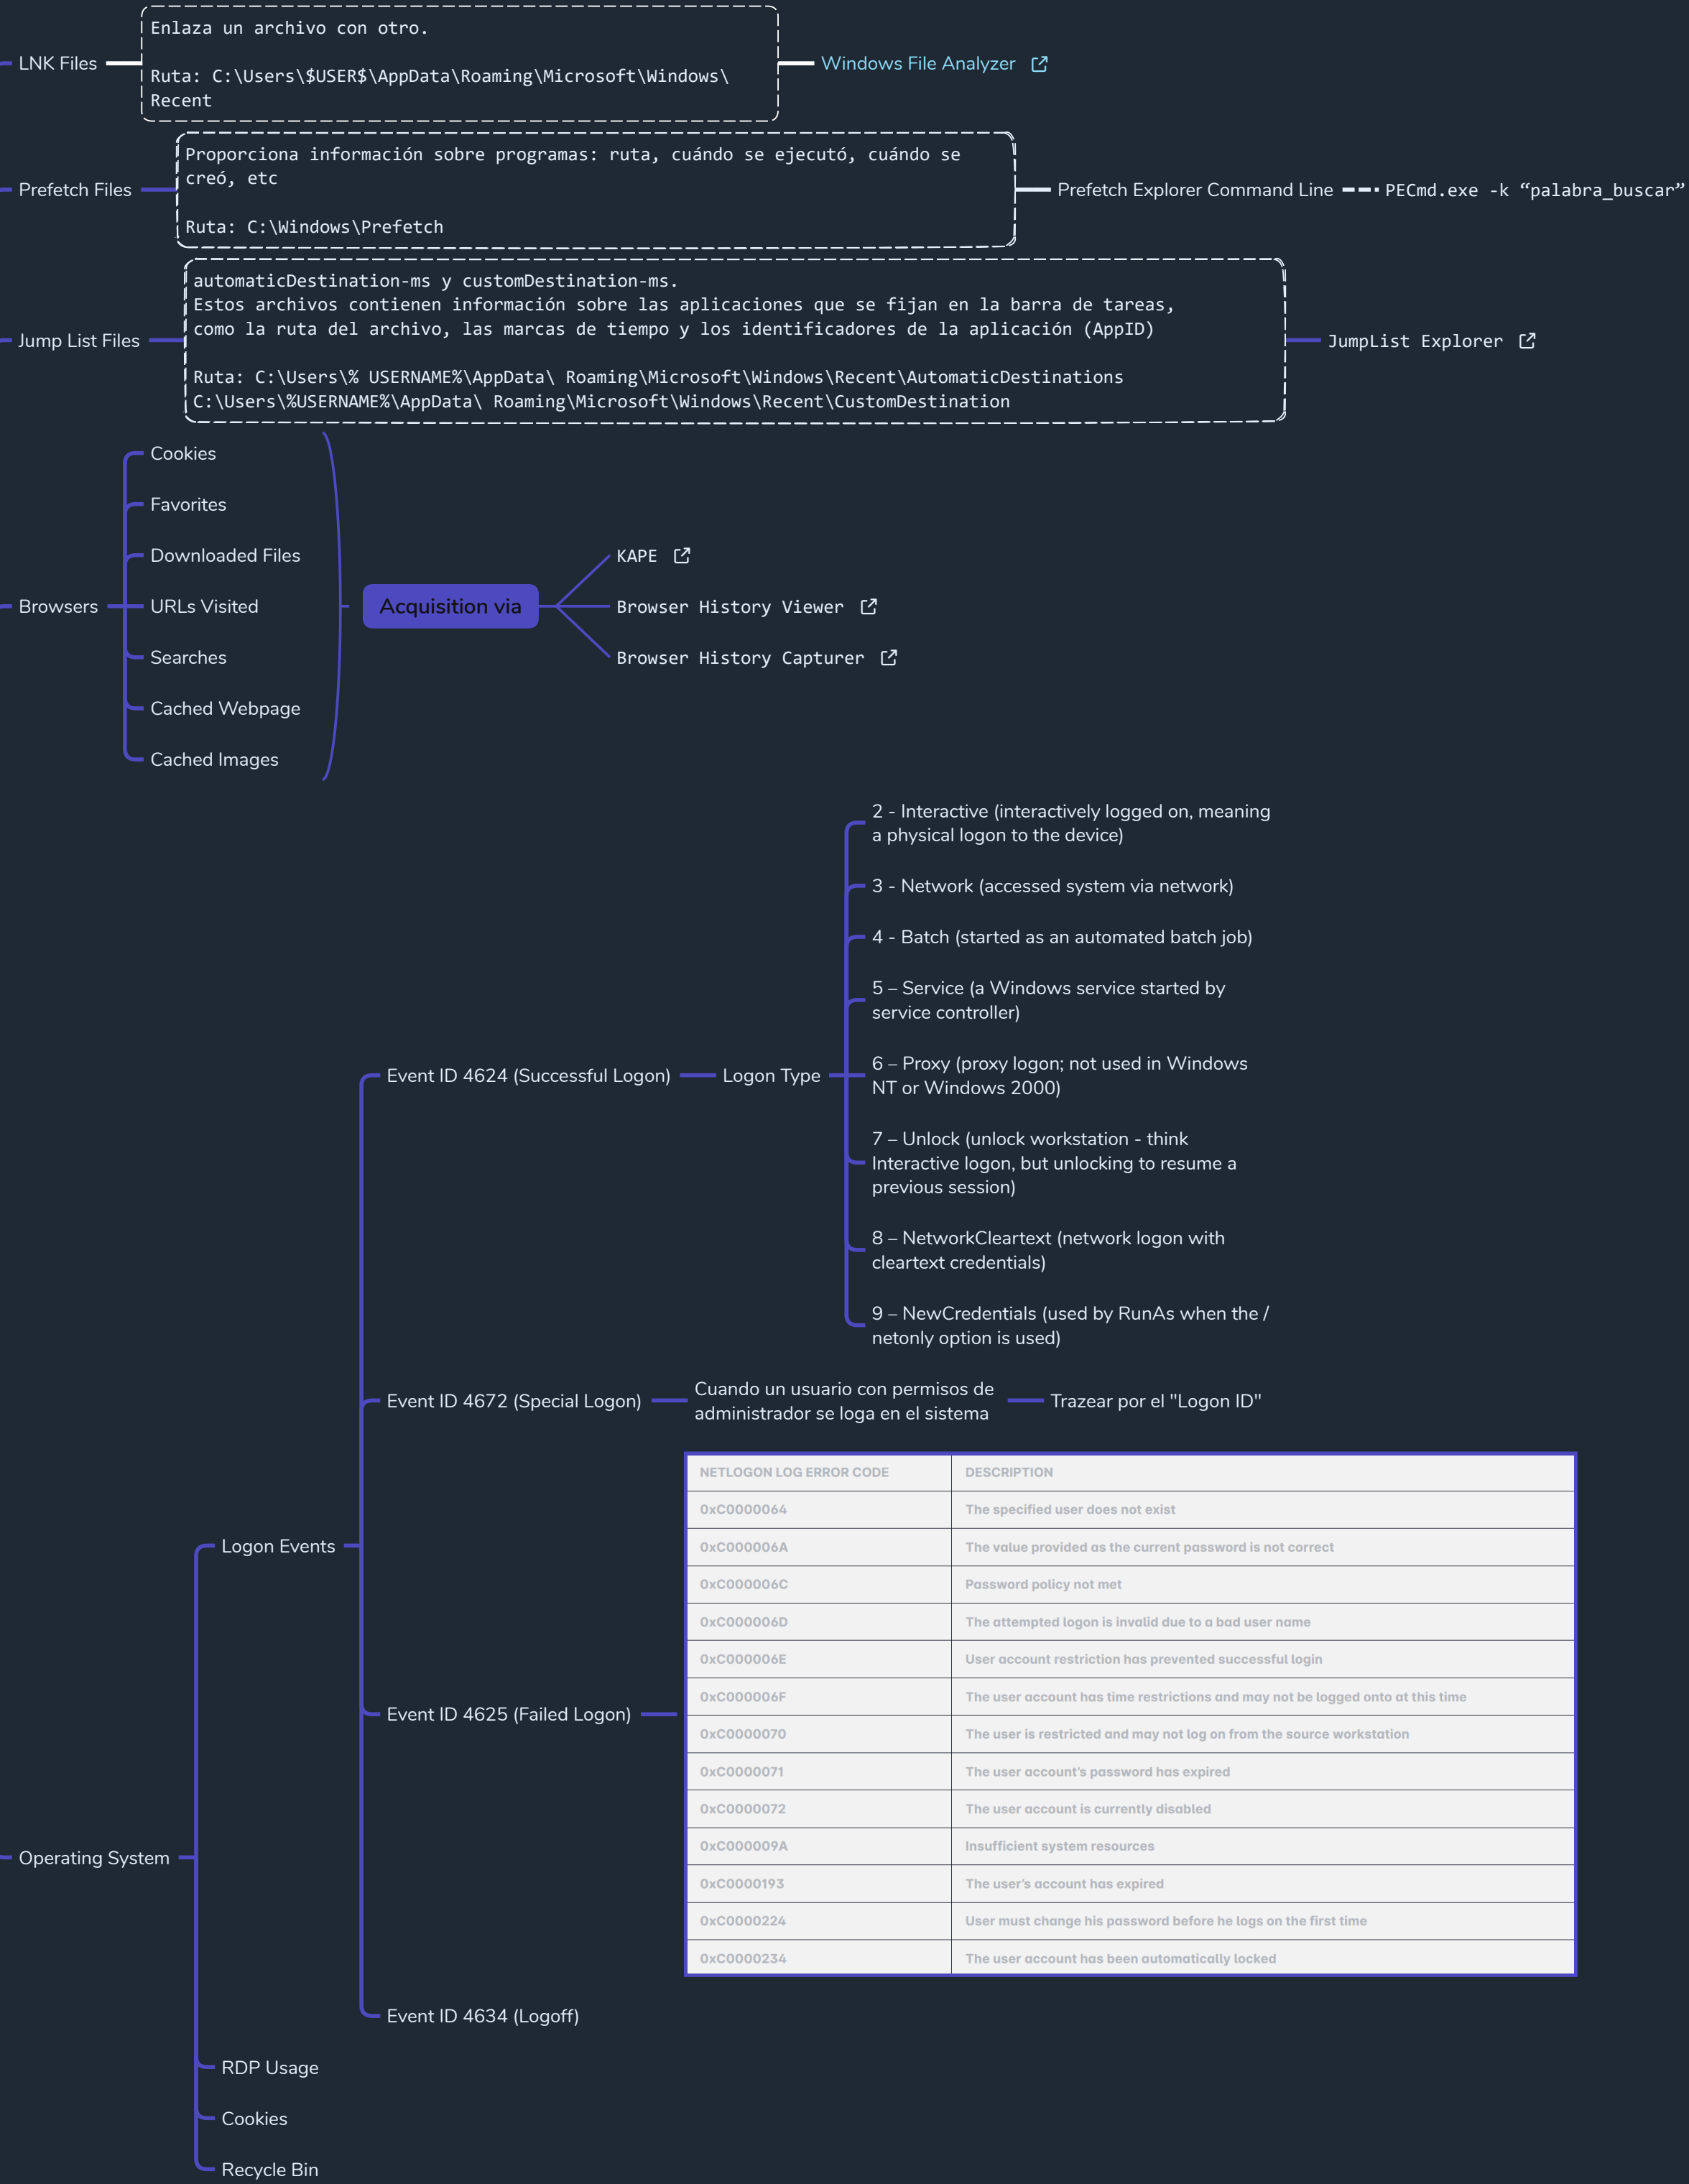 LNK Files
Enlaza un archivo con otro.
Ruta: C:\Users\$USER$\AppData\Roaming\Microsoft\Windows\
Recent
Windows File Analyzer
Prefetch Files
Proporciona información sobre programas: ruta, cuándo se ejecutó, cuándo se
creó, etc
Ruta: C:\Windows\Prefetch
Prefetch Explorer Command Line
PECmd.exe -k “palabra_buscar”
Jump List Files
automaticDestination-ms y customDestination-ms.
Estos archivos contienen información sobre las aplicaciones que se fijan en la barra de tareas,
como la ruta del archivo, las marcas de tiempo y los identificadores de la aplicación (AppID)
Ruta: C:\Users\% USERNAME%\AppData\ Roaming\Microsoft\Windows\Recent\AutomaticDestinations
C:\Users\%USERNAME%\AppData\ Roaming\Microsoft\Windows\Recent\CustomDestination
JumpList Explorer
Browsers
Cookies
Favorites
Downloaded Files
URLs Visited
Searches
Cached Webpage
Cached Images
Acquisition via
KAPE
Browser History Viewer
Browser History Capturer
Operating System
Logon Events
Event ID 4624 (Successful Logon)
Logon Type
2 - Interactive (interactively logged on, meaning
a physical logon to the device)
3 - Network (accessed system via network)
4 - Batch (started as an automated batch job)
5 – Service (a Windows service started by
service controller)
6 – Proxy (proxy logon; not used in Windows
NT or Windows 2000)
7 – Unlock (unlock workstation - think
Interactive logon, but unlocking to resume a
previous session)
8 – NetworkCleartext (network logon with
cleartext credentials)
9 – NewCredentials (used by RunAs when the /
netonly option is used)
Event ID 4672 (Special Logon)
Cuando un usuario con permisos de
administrador se loga en el sistema
Trazear por el "Logon ID"
Event ID 4625 (Failed Logon)
NETLOGON LOG ERROR CODE DESCRIPTION
0xC0000064 The specified user does not exist
0xC000006A The value provided as the current password is not correct
0xC000006C Password policy not met
0xC000006D The attempted logon is invalid due to a bad user name
0xC000006E User account restriction has prevented successful login
0xC000006F The user account has time restrictions and may not be logged onto at this time
0xC0000070 The user is restricted and may not log on from the source workstation
0xC0000071 The user account’s password has expired
0xC0000072 The user account is currently disabled
0xC000009A Insufficient system resources
0xC0000193 The user’s account has expired
0xC0000224 User must change his password before he logs on the first time
0xC0000234 The user account has been automatically locked
Event ID 4634 (Logoff)
RDP Usage
Cookies
Recycle Bin